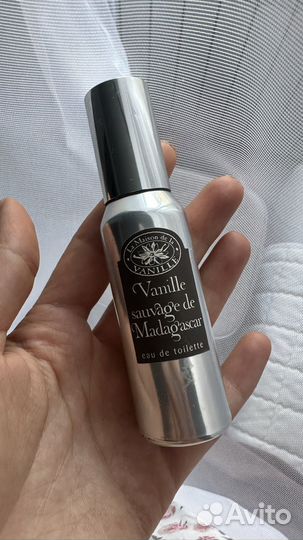 La Maison de la
VANILLE
Vanille
sauvage de
Madagascar
eau de toilette
Avito